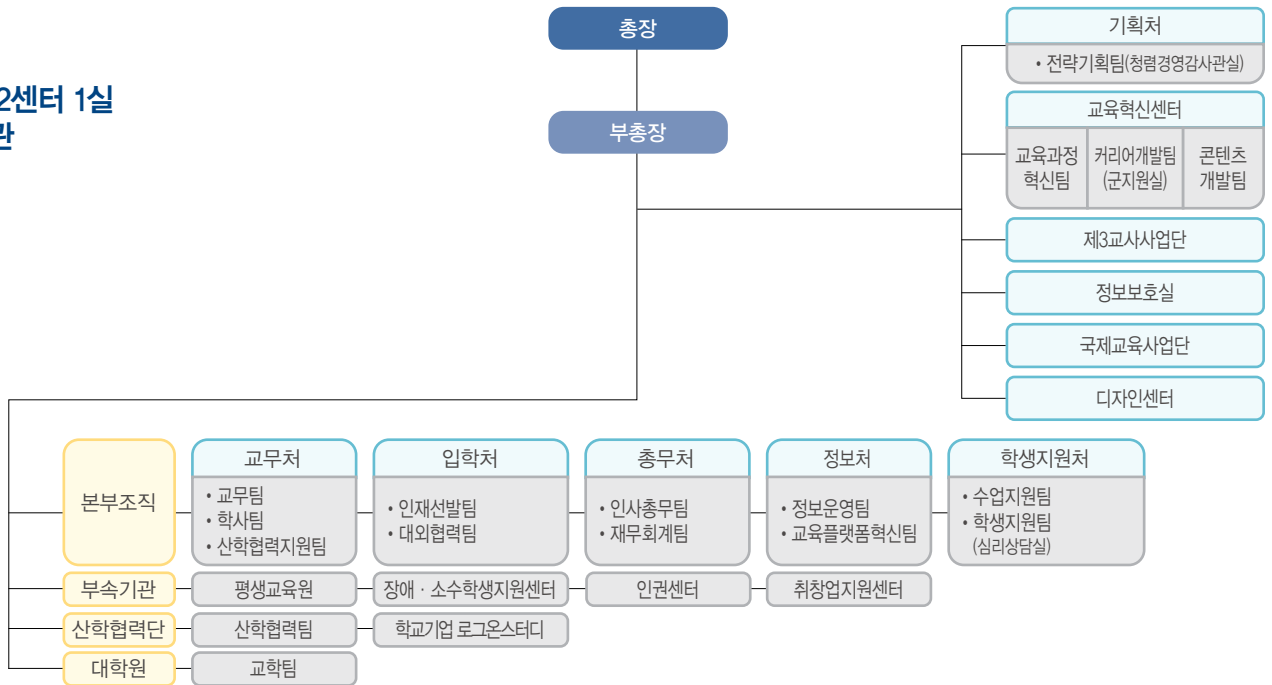 2센터 1실
관
총장
부총장
기획처
• 전략기획팀(청렴경영감사관실)
교육혁신센터
교육과정
혁신팀
커리어개발팀
(군지원실)
콘텐츠
개발팀
제3교사사업단
정보보호실
국제교육사업단
디자인센터
본부조직
교무처
• 교무팀
• 학사팀
• 산학협력지원팀
입학처
• 인재선발팀
• 대외협력팀
총무처
• 인사총무팀
• 재무회계팀
정보처
• 정보운영팀
• 교육플랫폼혁신팀
학생지원처
• 수업지원팀
• 학생지원팀
(심리상담실)
부속기관
평생교육원
장애 · 소수학생지원센터
인권센터
취창업지원센터
산학협력단
산학협력팀
학교기업 로그온스터디
대학원
교학팀